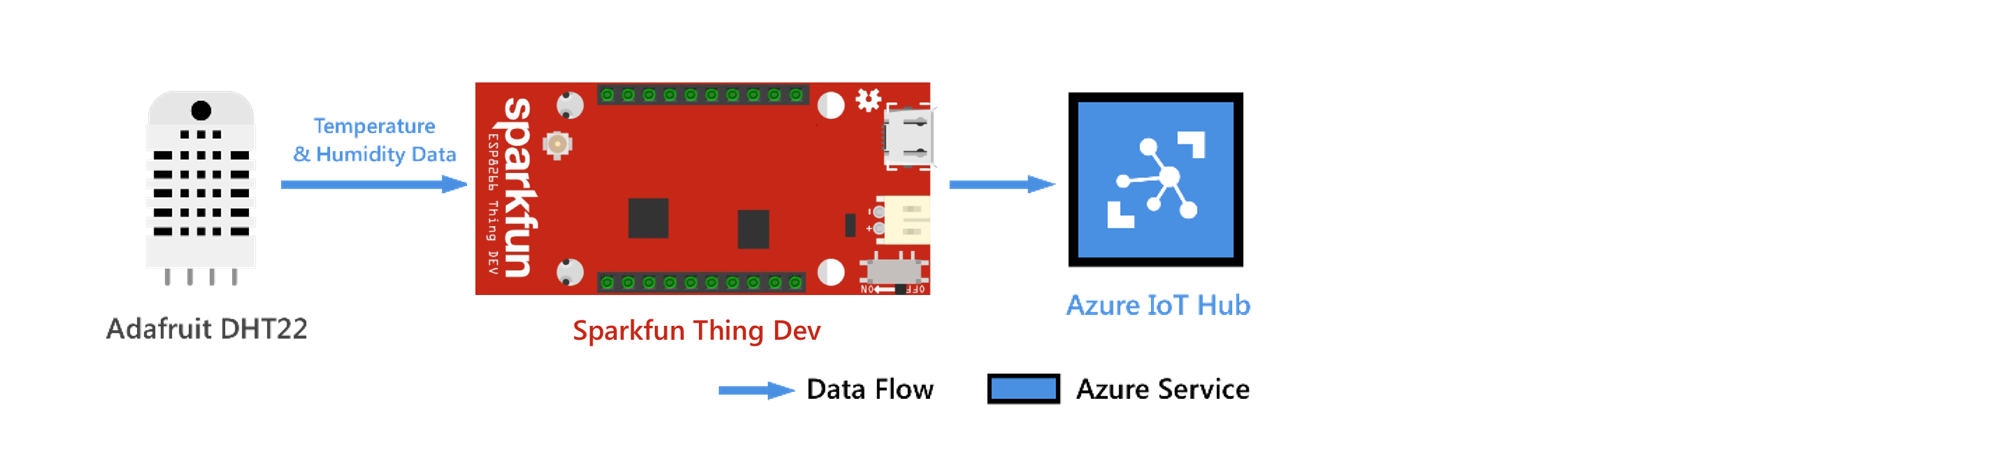 Temperature
& Humidity Data
sparkfun
ESP8266 Thing DEV
-
+
ON
OFF
Adafruit DHT22
Sparkfun Thing Dev
Azure IoT Hub
Data Flow
Azure Service